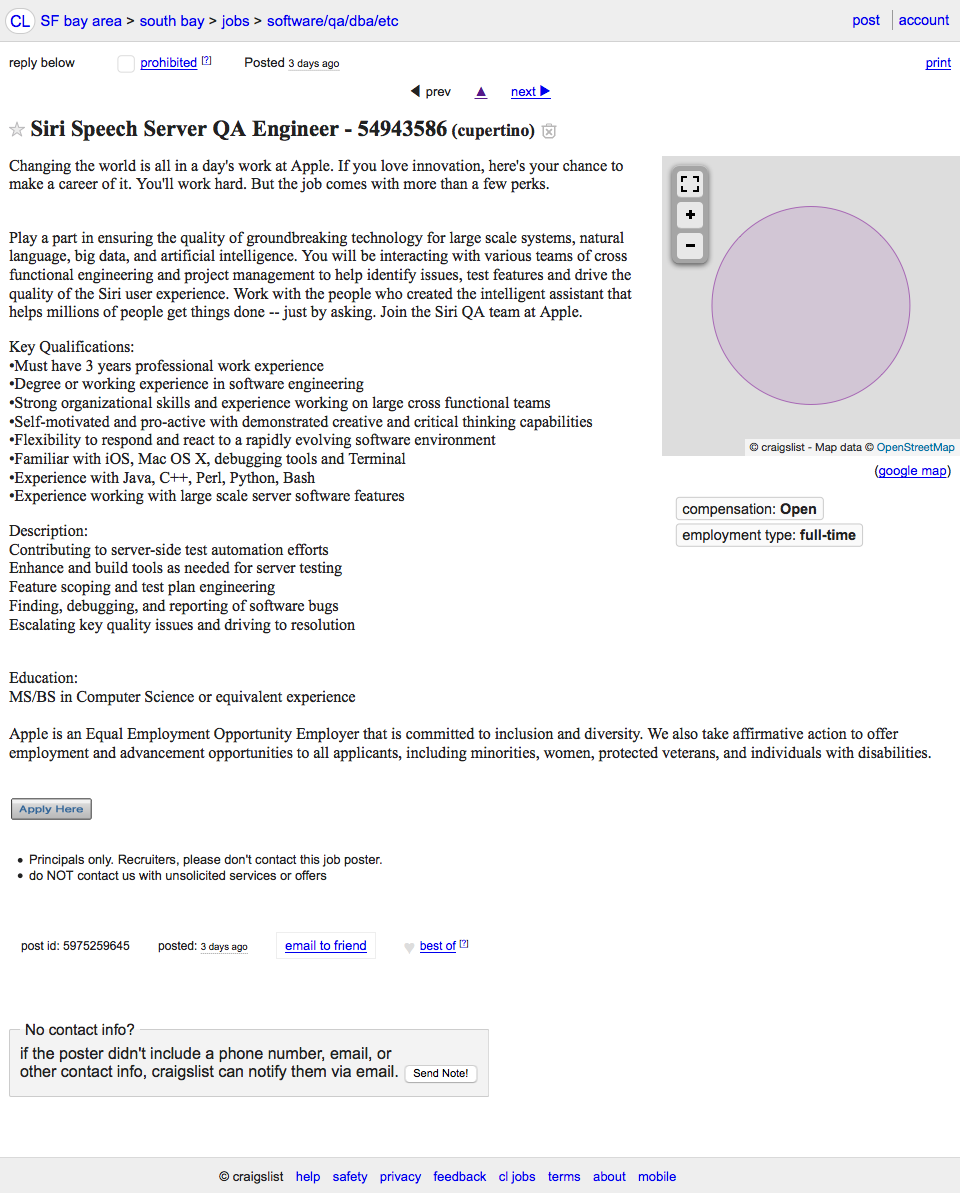 CL SF bay area > south bay > jobs > software/qa/dba/etc post account
reply below prohibited [?] Posted 3 days ago print
◀ prev ▲ next ▶
☆ Siri Speech Server QA Engineer - 54943586 (cupertino)
Changing the world is all in a day's work at Apple. If you love innovation, here's your chance to
make a career of it. You'll work hard. But the job comes with more than a few perks.
Play a part in ensuring the quality of groundbreaking technology for large scale systems, natural
language, big data, and artificial intelligence. You will be interacting with various teams of cross
functional engineering and project management to help identify issues, test features and drive the
quality of the Siri user experience. Work with the people who created the intelligent assistant that
helps millions of people get things done -- just by asking. Join the Siri QA team at Apple.
Key Qualifications:
•Must have 3 years professional work experience
•Degree or working experience in software engineering
•Strong organizational skills and experience working on large cross functional teams
•Self-motivated and pro-active with demonstrated creative and critical thinking capabilities
•Flexibility to respond and react to a rapidly evolving software environment
•Familiar with iOS, Mac OS X, debugging tools and Terminal
•Experience with Java, C++, Perl, Python, Bash
•Experience working with large scale server software features
Description:
Contributing to server-side test automation efforts
Enhance and build tools as needed for server testing
Feature scoping and test plan engineering
Finding, debugging, and reporting of software bugs
Escalating key quality issues and driving to resolution
Education:
MS/BS in Computer Science or equivalent experience
+
−
© craigslist - Map data © OpenStreetMap
(google map)
compensation: Open
employment type: full-time
Apple is an Equal Employment Opportunity Employer that is committed to inclusion and diversity. We also take affirmative action to offer
employment and advancement opportunities to all applicants, including minorities, women, protected veterans, and individuals with disabilities.
Apply Here
• Principals only. Recruiters, please don't contact this job poster.
• do NOT contact us with unsolicited services or offers
post id: 5975259645 posted: 3 days ago email to friend ♥ best of [?]
No contact info?
if the poster didn't include a phone number, email, or
other contact info, craigslist can notify them via email. Send Note!
© craigslist help safety privacy feedback cl jobs terms about mobile